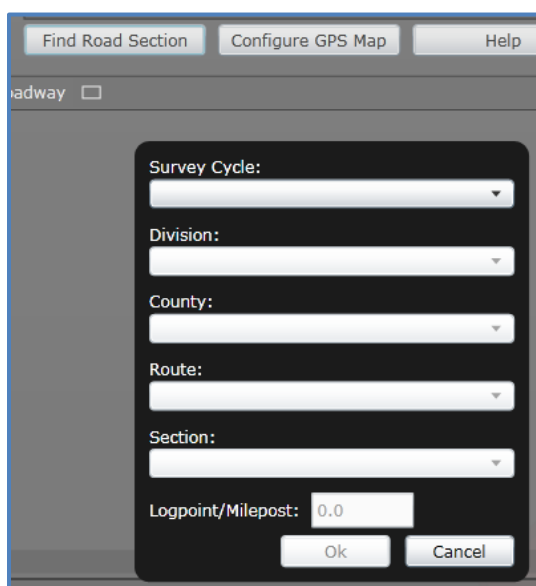 Find Road Section Configure GPS Map Help
adway
Survey Cycle:
Division:
County:
Route:
Section:
Logpoint/Milepost: 0.0
Ok Cancel